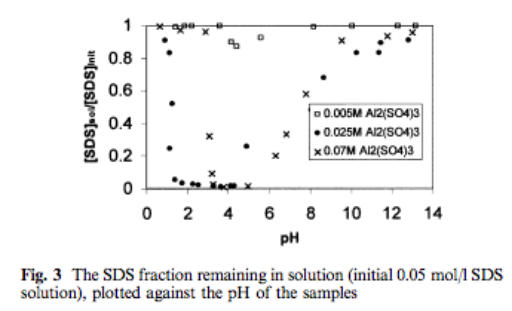 1
0.8
0.6
0.4
0.2
0
[SDS]sol/[SDS]init
□ 0.005M Al2(SO4)3
● 0.025M Al2(SO4)3
× 0.07M Al2(SO4)3
0 2 4 6 8 10 12 14
pH
Fig. 3 The SDS fraction remaining in solution (initial 0.05 mol/l SDS
solution), plotted against the pH of the samples